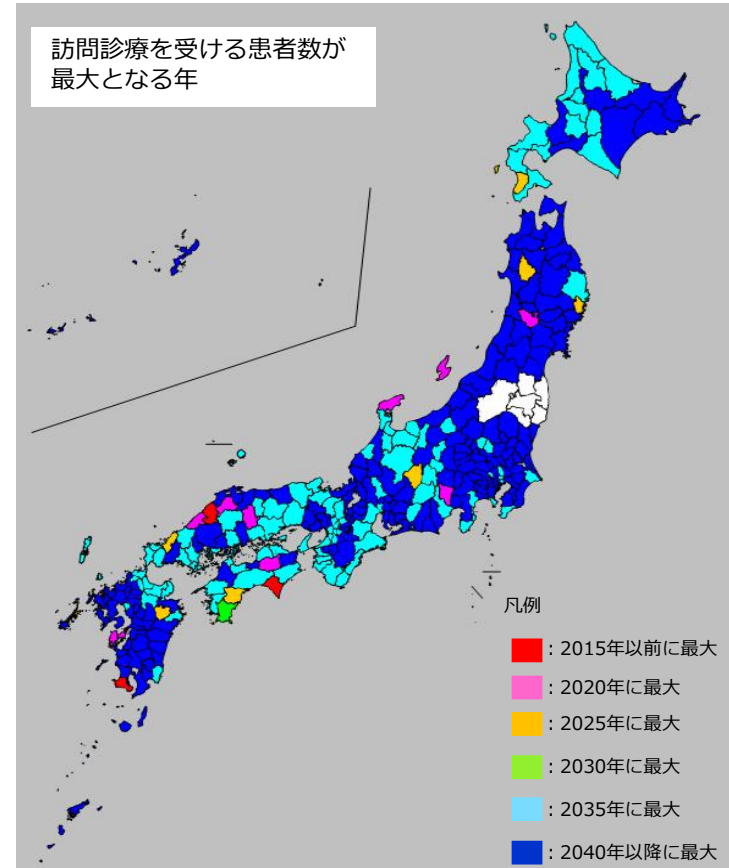 訪問診療を受ける患者数が
最大となる年
凡例
：2015年以前に最大
：2020年に最大
：2025年に最大
：2030年に最大
：2035年に最大
：2040年以降に最大